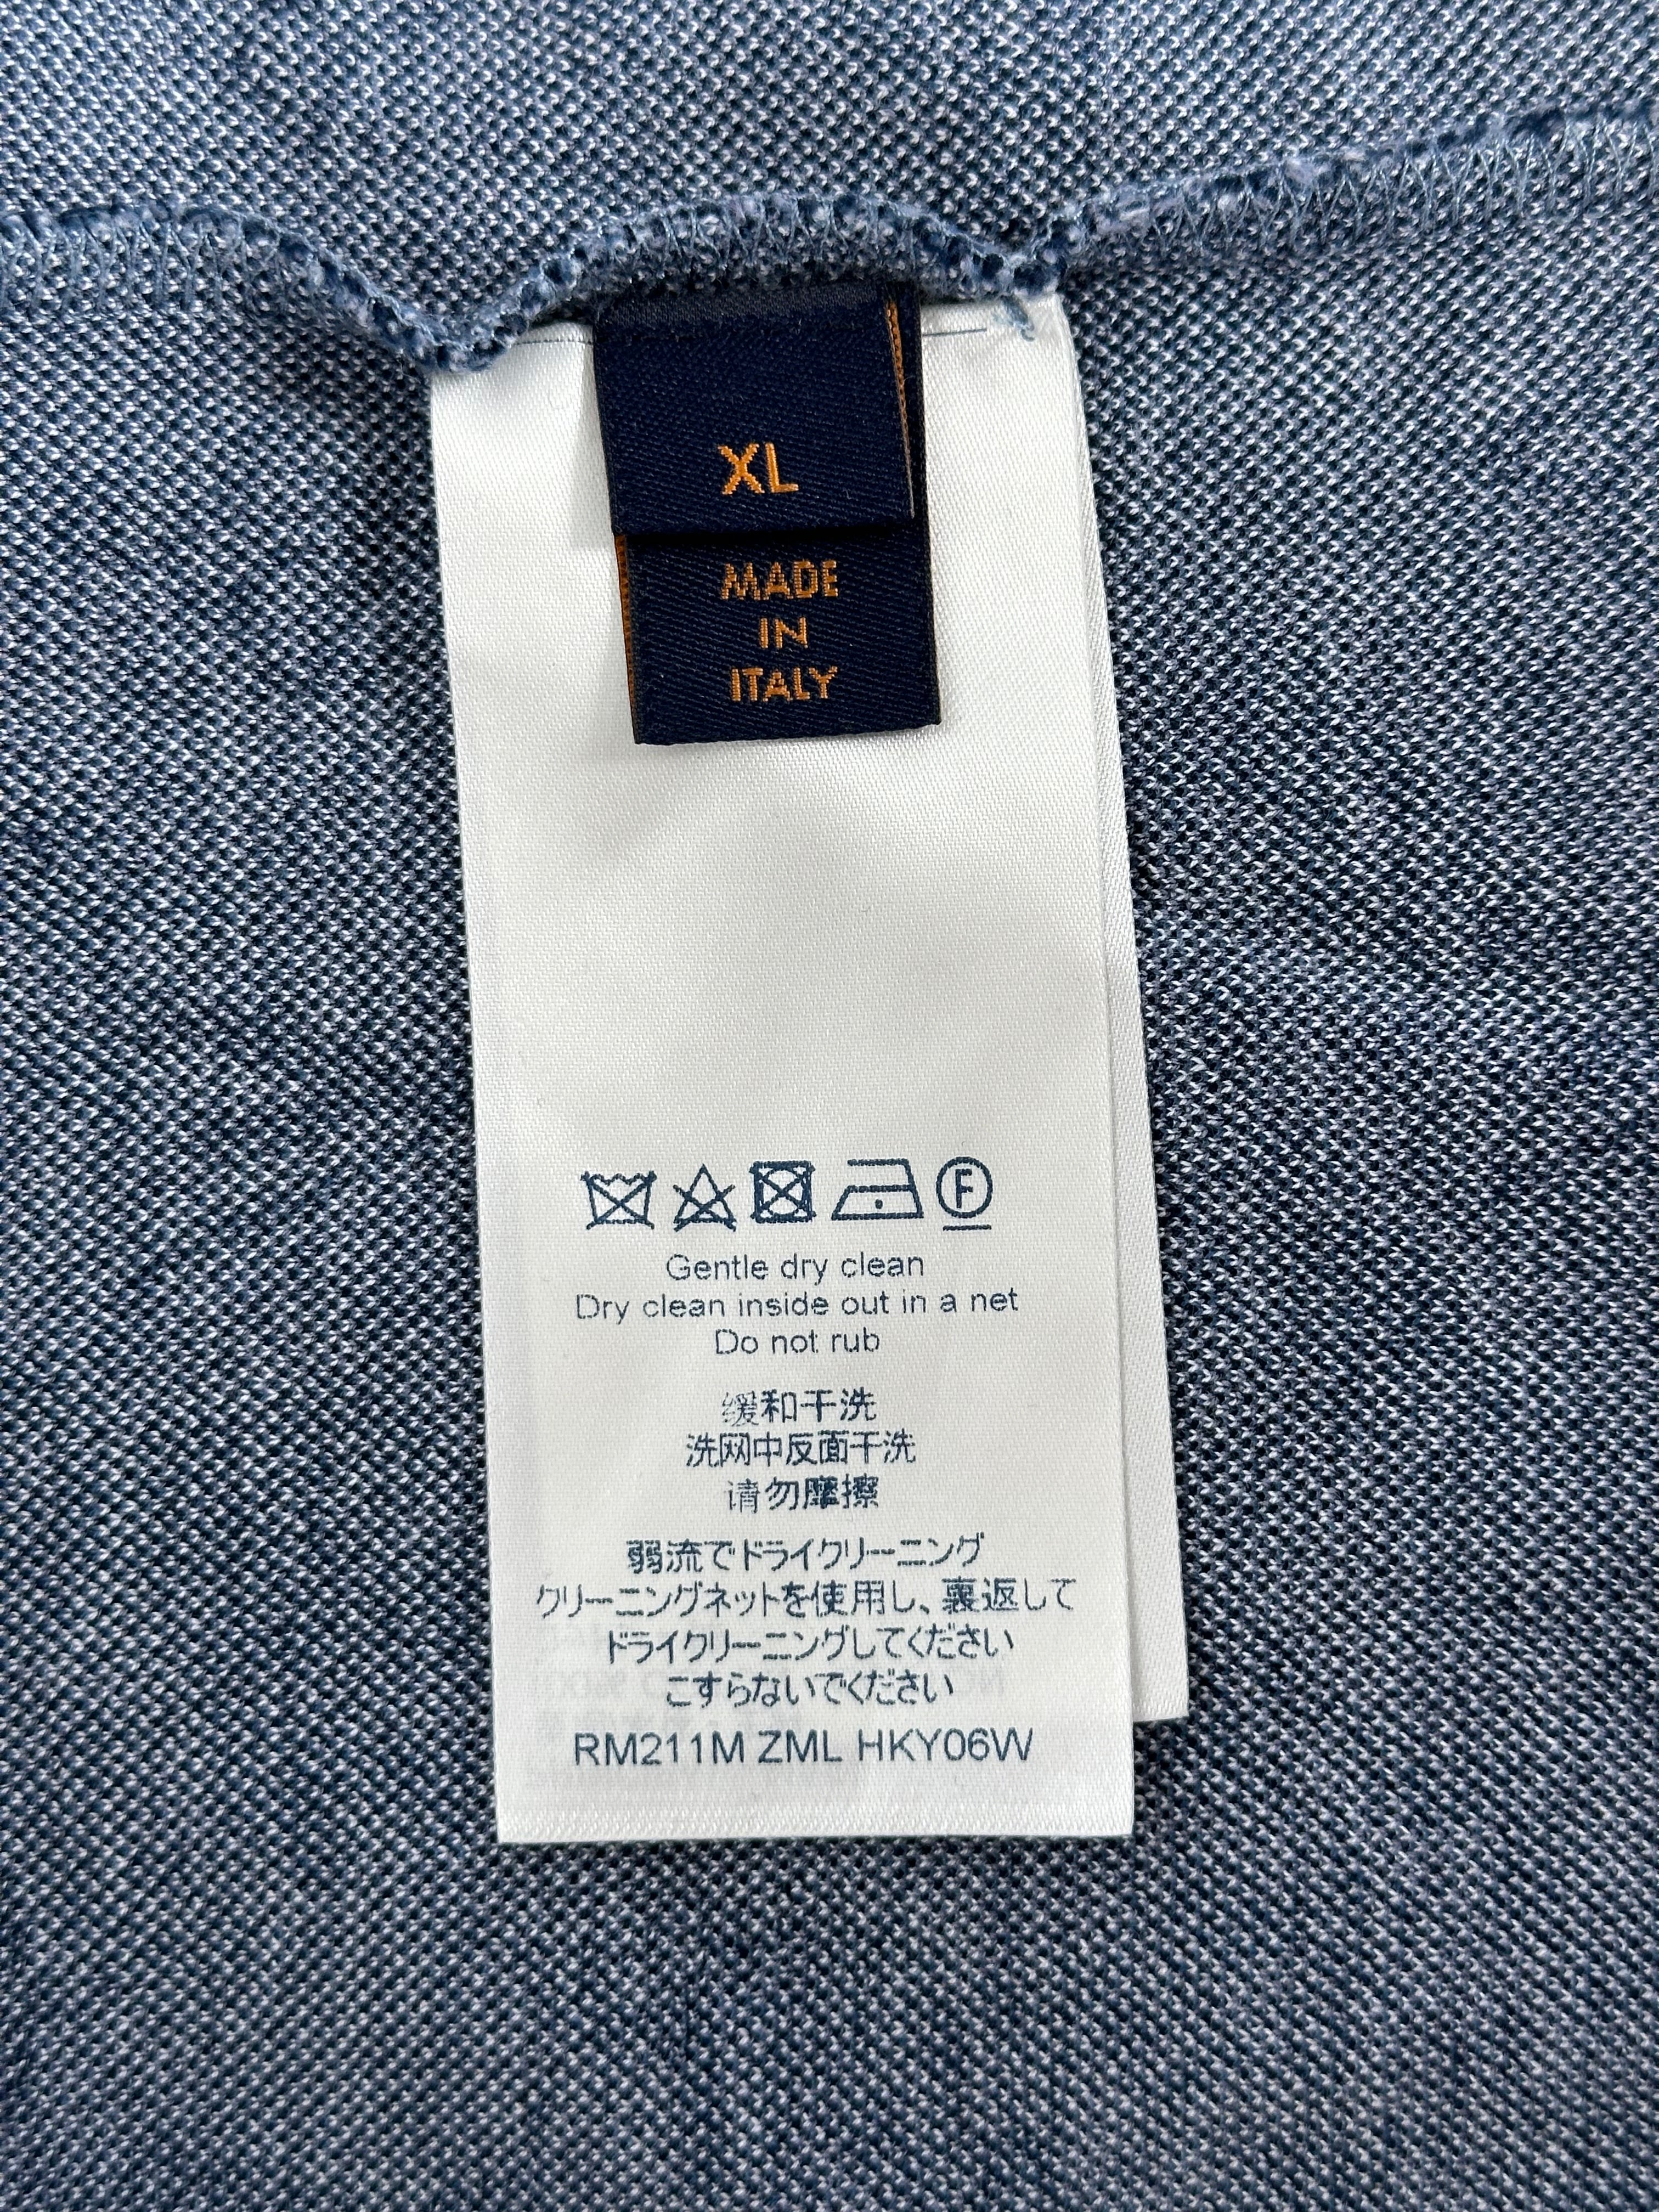 XL
MADE
IN
ITALY
F
Gentle dry clean
Dry clean inside out in a net
Do not rub
缓和干洗
洗网中反面干洗
请勿摩擦
弱流でドライクリーニング
クリーニングネットを使用し、裏返して
ドライクリーニングしてください
こすらないでください
RM211M ZML HKY06W